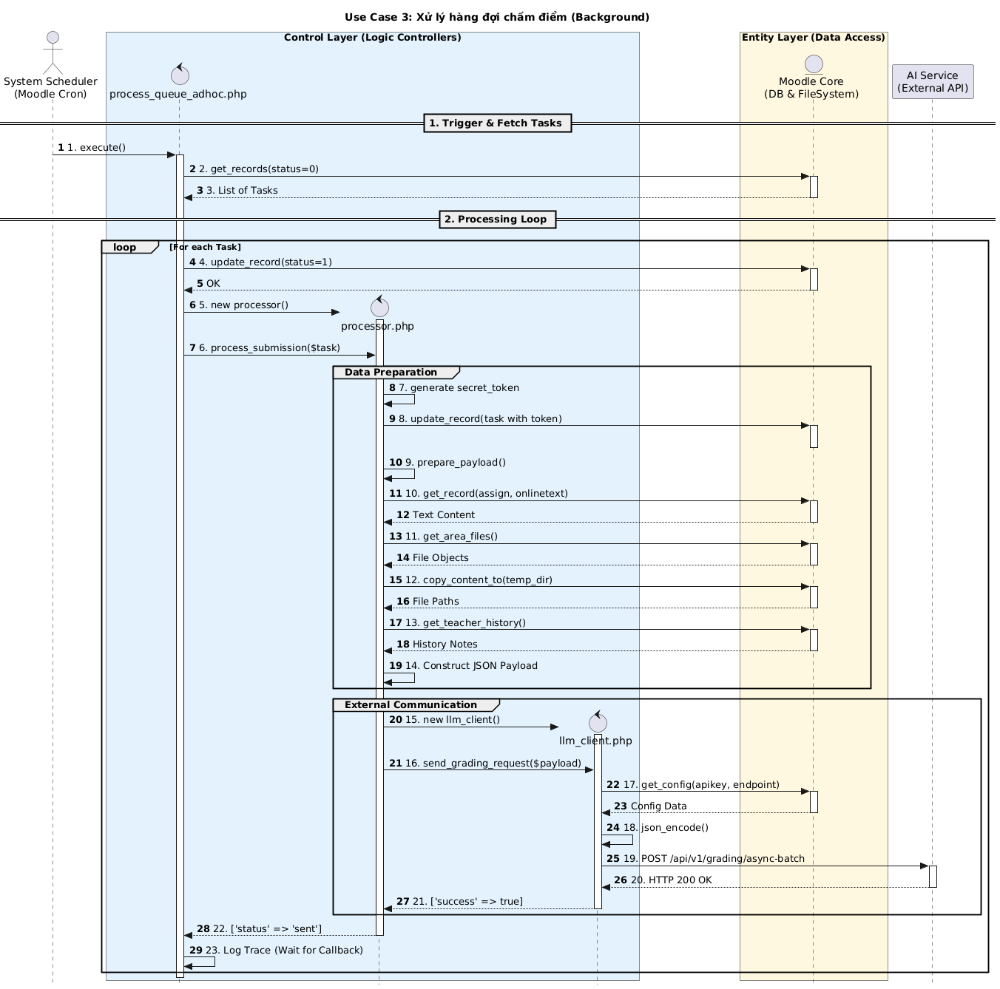 Use Case 3: Xử lý hàng đợi chấm điểm (Background)
Control Layer (Logic Controllers)
Entity Layer (Data Access)
System Scheduler
(Moodle Cron)
process_queue_adhoc.php
Moodle Core
(DB & FileSystem)
AI Service
(External API)
1. Trigger & Fetch Tasks
1 1. execute()
2 2. get_records(status=0)
3 3. List of Tasks
2. Processing Loop
loop [For each Task]
4 4. update_record(status=1)
5 OK
6 5. new processor()
processor.php
7 6. process_submission($task)
Data Preparation
8 7. generate secret_token
9 8. update_record(task with token)
10 9. prepare_payload()
11 10. get_record(assign, onlinetext)
12 Text Content
13 11. get_area_files()
14 File Objects
15 12. copy_content_to(temp_dir)
16 File Paths
17 13. get_teacher_history()
18 History Notes
19 14. Construct JSON Payload
External Communication
20 15. new llm_client()
llm_client.php
21 16. send_grading_request($payload)
22 17. get_config(apikey, endpoint)
23 Config Data
24 18. json_encode()
25 19. POST /api/v1/grading/async-batch
26 20. HTTP 200 OK
27 21. ['success' => true]
28 22. ['status' => 'sent']
29 23. Log Trace (Wait for Callback)